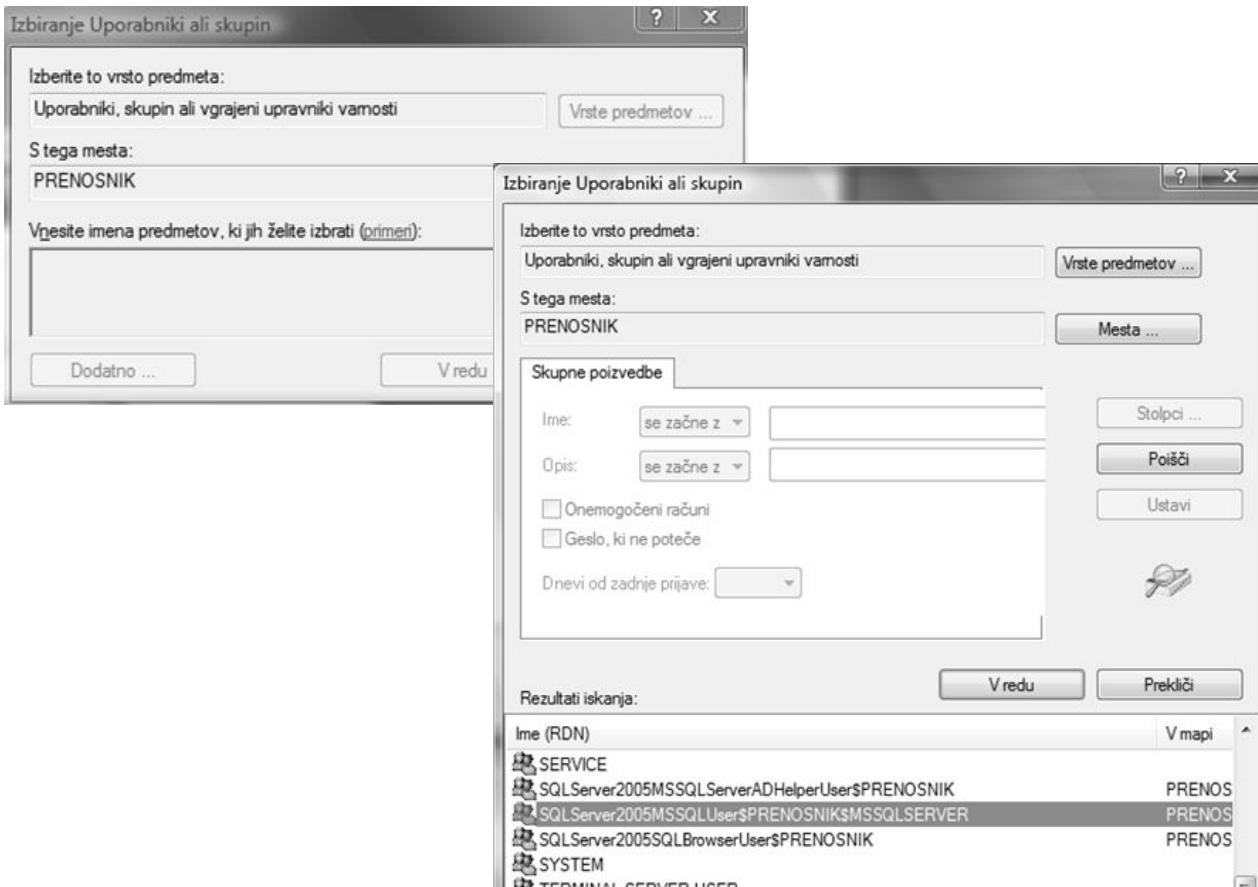 Izbiranje Uporabniki ali skupin
Izberite to vrsto predmeta:
Uporabniki, skupin ali vgrajeni upravniki varnosti
Vrste predmetov ...
S tega mesta:
PRENOSNIK
Vnesite imena predmetov, ki jih želite izbrati (primeri):
Dodatno ...
V redu
Izbiranje Uporabniki ali skupin
Izberite to vrsto predmeta:
Uporabniki, skupin ali vgrajeni upravniki varnosti
Vrste predmetov ...
S tega mesta:
PRENOSNIK
Mesta ...
Skupne poizvedbe
Ime:
se začne z
Stolpci ...
Opis:
se začne z
Poišči
Onemogočeni računi
Ustavi
Geslo, ki ne poteče
Dnevi od zadnje prijave:
V redu
Prekliči
Rezultati iskanja:
Ime (RDN) V mapi
SERVICE
SQLServer2005MSSQLServerADHelperUser$PRENOSNIK PRENOS
SQLServer2005MSSQLUser$PRENOSNIK$MSSQLSERVER PRENOS
SQLServer2005SQLBrowserUser$PRENOSNIK PRENOS
SYSTEM
TERMINAL SERVER USER